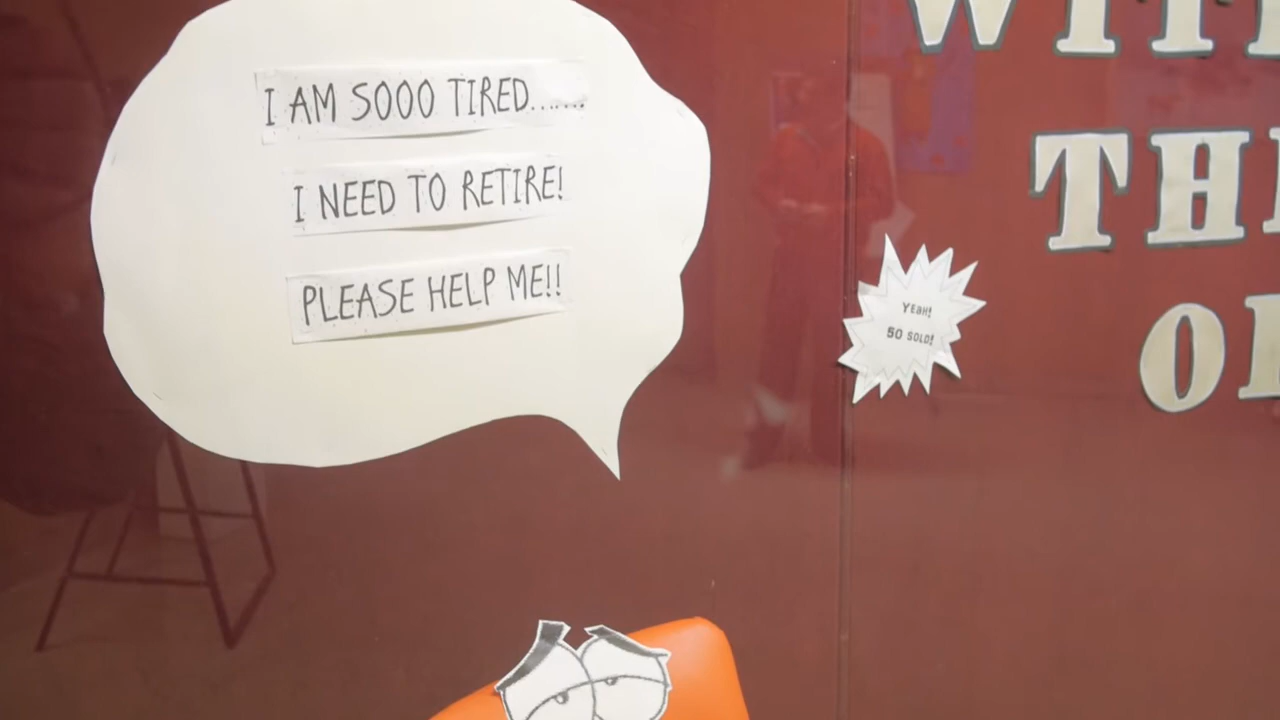 I AM SOOO TIRED.......
I NEED TO RETIRE!
PLEASE HELP ME!!
YEaH!
50 SOLD!